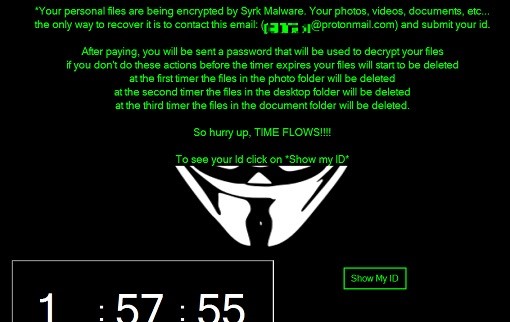 *Your personal files are being encrypted by Syrk Malware. Your photos, videos, documents, etc...
the only way to recover it is to contact this email: (@protonmail.com) and submit your id.
After paying, you will be sent a password that will be used to decrypt your files
if you don't do these actions before the timer expires your files will start to be deleted
at the first timer the files in the photo folder will be deleted
at the second timer the files in the desktop folder will be deleted
at the third timer the files in the document folder will be deleted.
So hurry up, TIME FLOWS!!!!
To see your Id click on *Show my ID*
Show My ID
1 : 57 : 55